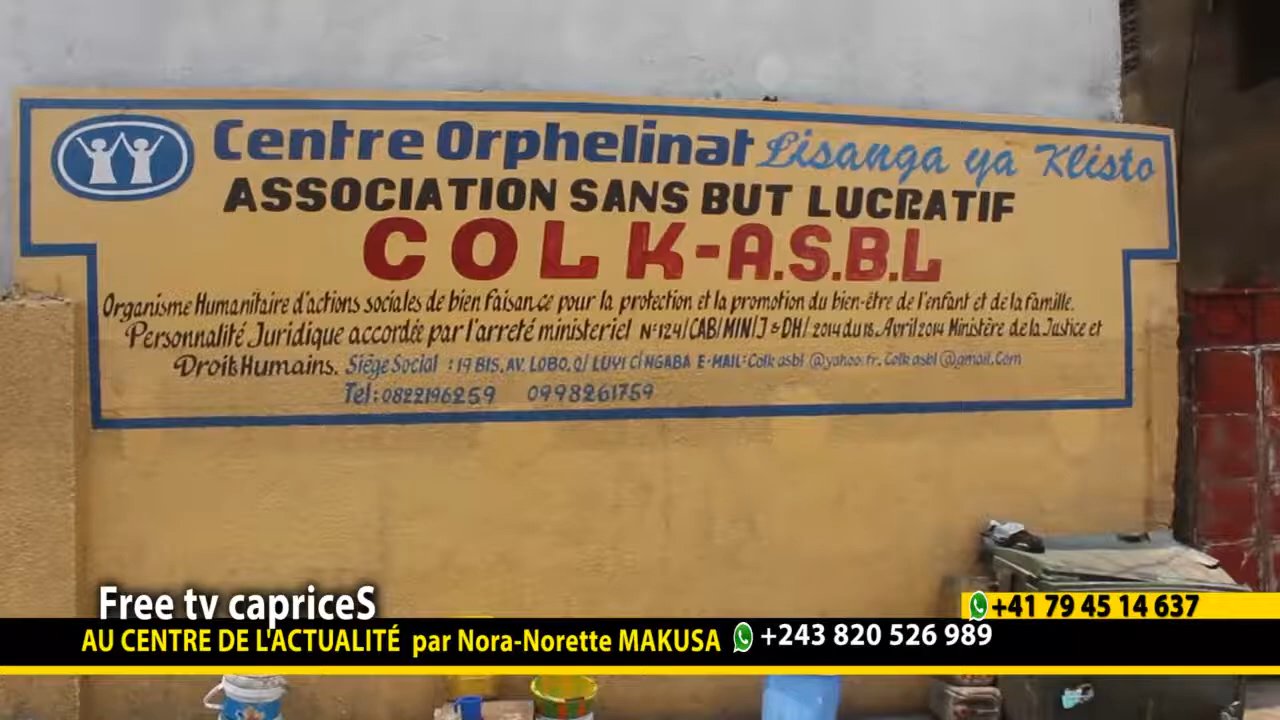 Centre Orphelinat Lisanga ya Klisto
ASSOCIATION SANS BUT LUCRATIF
COLK-A.S.B.L
Organisme Humanitaire d'actions sociales de bien faisance pour la protection et la promotion du bien-être de l'enfant et de la famille.
Personnalité Juridique accordée par l'arreté ministeriel N°124/CAB/MIN/J&DH/2014 du 18 Avril 2014 Ministère de la Justice et
Droits Humains. Siége Social : 19 BIS, AV. LOBO, Q/ LUYI C/NGABA E-MAIL: Colk asbl @yahoo.fr. Colk asbl @gmail.com
Tel: 0822196259 0998261759
Free tv capriceS
+41 79 45 14 637
AU CENTRE DE L'ACTUALITÉ par Nora-Norette MAKUSA +243 820 526 989